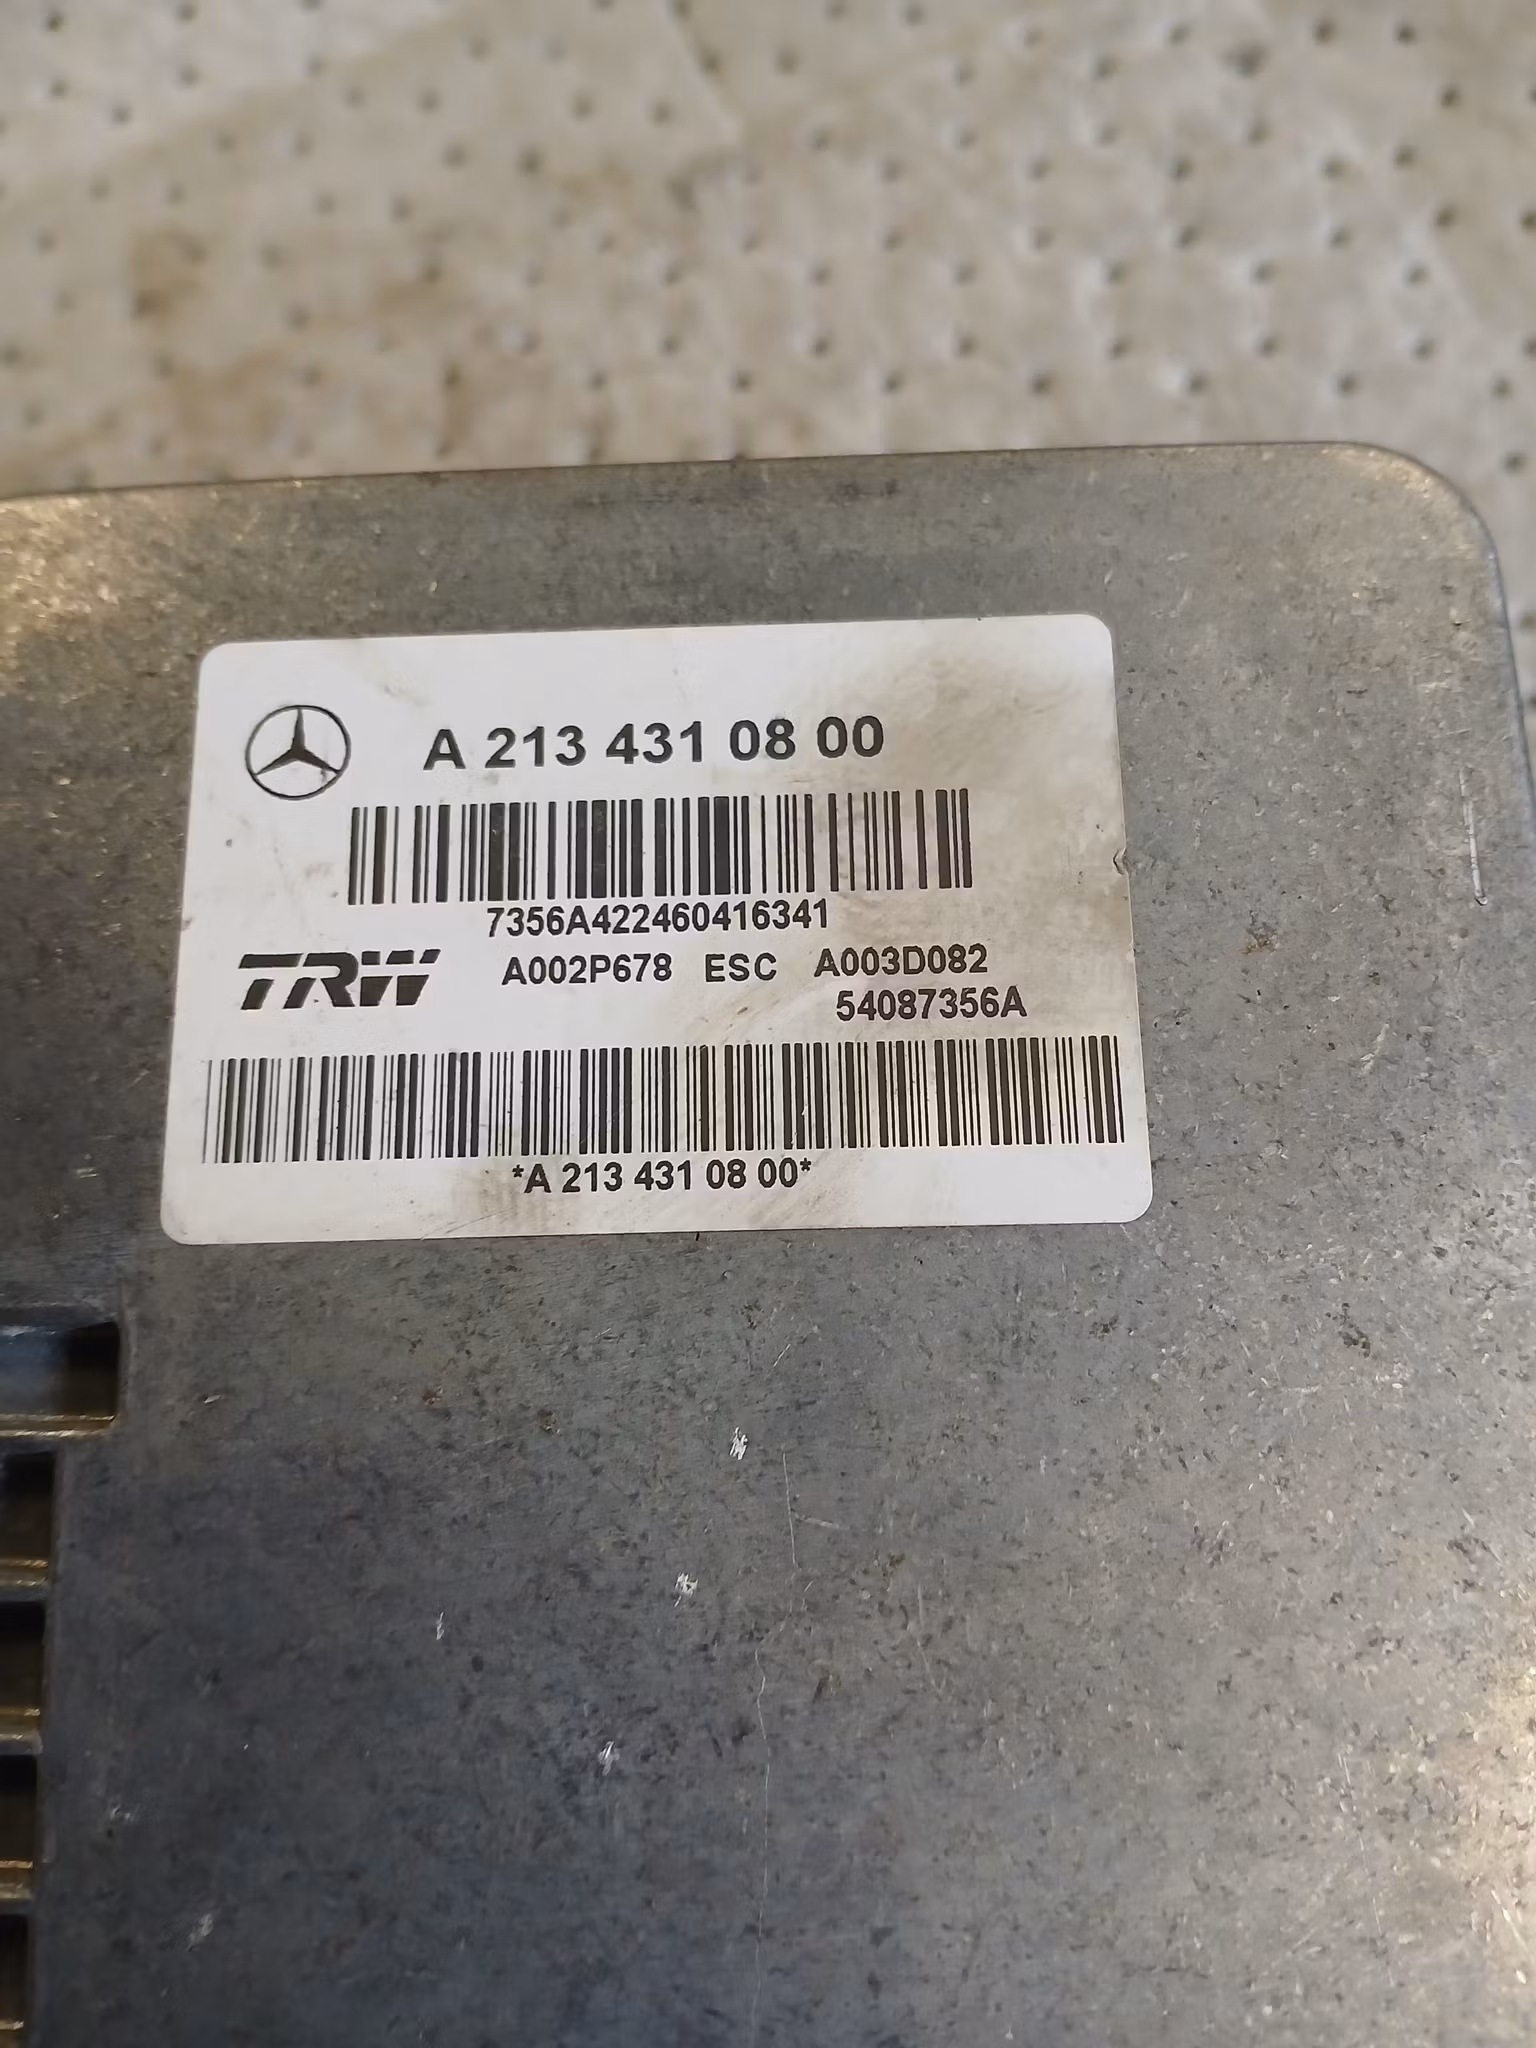 A 213 431 08 00
7356A422460416341
TRW A002P678 ESC A003D082
54087356A
*A 213 431 08 00*